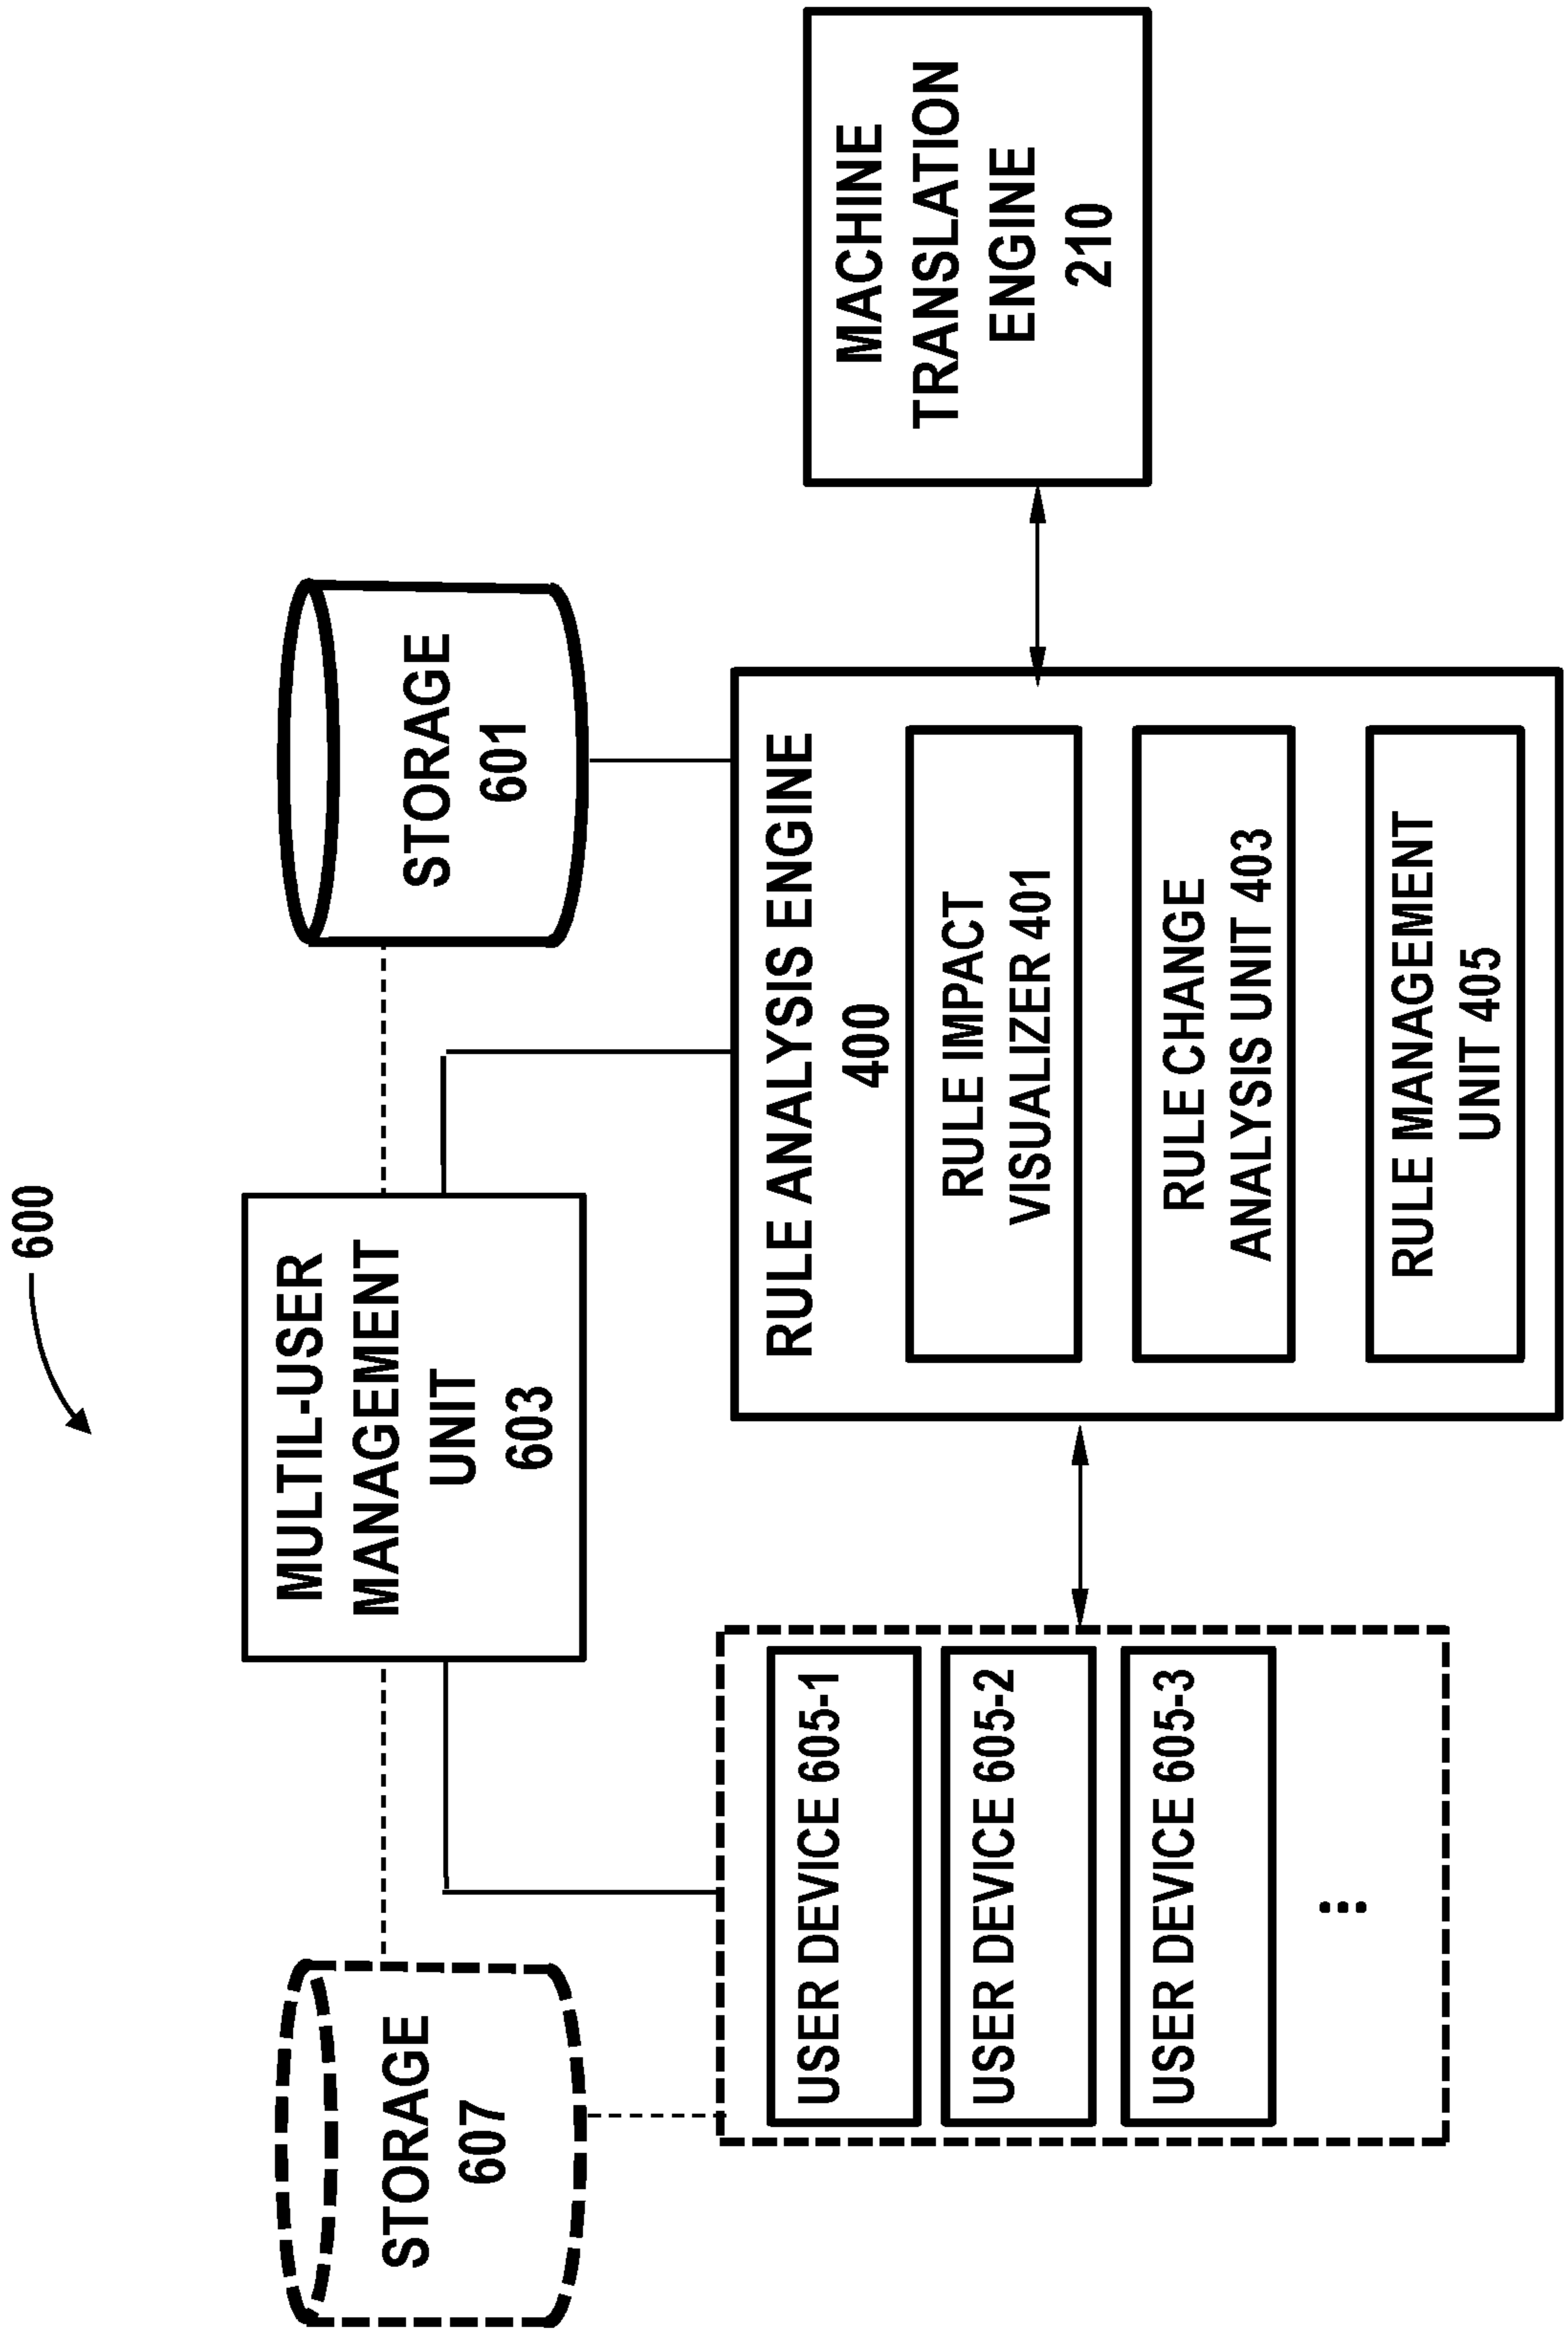 600
STORAGE
607
MULTIL-USER
MANAGEMENT
UNIT
603
STORAGE
601
USER DEVICE 605-1
USER DEVICE 605-2
USER DEVICE 605-3
...
RULE ANALYSIS ENGINE
400
RULE IMPACT
VISUALIZER 401
RULE CHANGE
ANALYSIS UNIT 403
RULE MANAGEMENT
UNIT 405
MACHINE
TRANSLATION
ENGINE
210